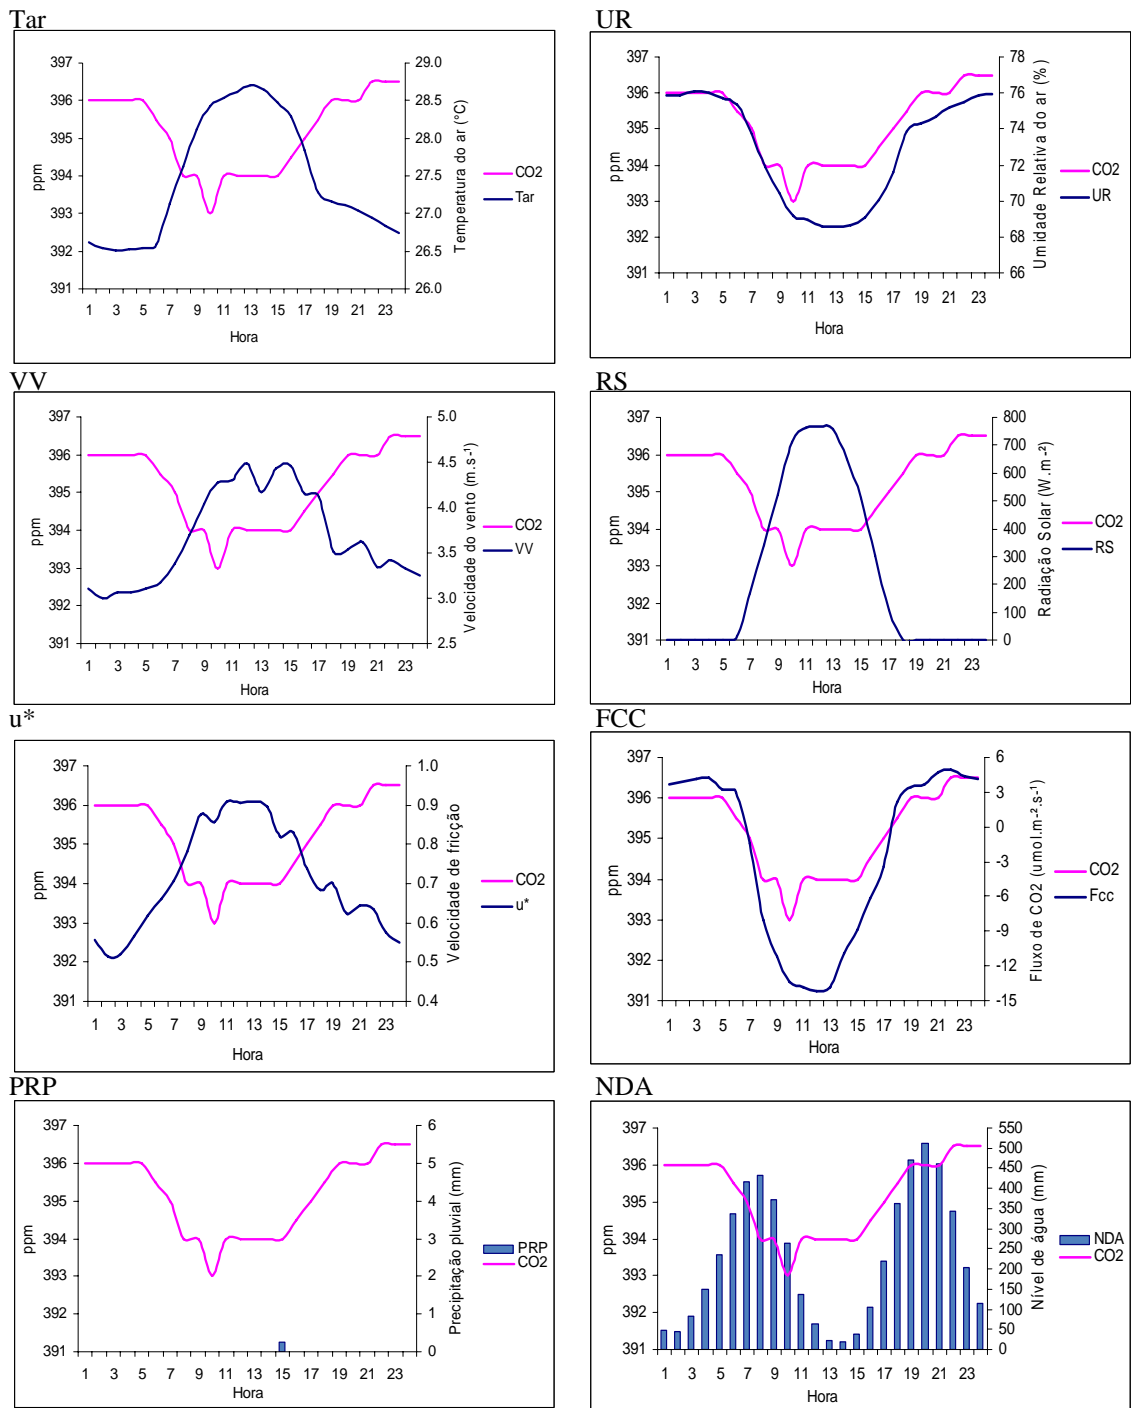 Tar
397
396
395
394
393
392
391
ppm
29.0
28.5
28.0
27.5
27.0
26.5
26.0
Temperatura do ar (°C)
CO2
Tar
1 3 5 7 9 11 13 15 17 19 21 23
Hora
UR
397
396
395
394
393
392
391
ppm
78
76
74
72
70
68
66
Umidade Relativa do ar (%)
CO2
UR
1 3 5 7 9 11 13 15 17 19 21 23
Hora
VV
397
396
395
394
393
392
391
ppm
5.0
4.5
4.0
3.5
3.0
2.5
Velocidade do vento (m.s⁻¹)
CO2
VV
1 3 5 7 9 11 13 15 17 19 21 23
Hora
RS
397
396
395
394
393
392
391
ppm
800
700
600
500
400
300
200
100
0
Radiação Solar (W.m⁻²)
CO2
RS
1 3 5 7 9 11 13 15 17 19 21 23
Hora
u*
397
396
395
394
393
392
391
ppm
1.0
0.9
0.8
0.7
0.6
0.5
0.4
Velocidade de fricção
CO2
u*
1 3 5 7 9 11 13 15 17 19 21 23
Hora
FCC
397
396
395
394
393
392
391
ppm
6
3
0
-3
-6
-9
-12
-15
Fluxo de CO2 (umol.m⁻².s⁻¹)
CO2
Fcc
1 3 5 7 9 11 13 15 17 19 21 23
Hora
PRP
397
396
395
394
393
392
391
ppm
6
5
4
3
2
1
0
Precipitação pluvial (mm)
PRP
CO2
1 3 5 7 9 11 13 15 17 19 21 23
Hora
NDA
397
396
395
394
393
392
391
ppm
550
500
450
400
350
300
250
200
150
100
50
0
Nível de água (mm)
NDA
CO2
1 3 5 7 9 11 13 15 17 19 21 23
Hora